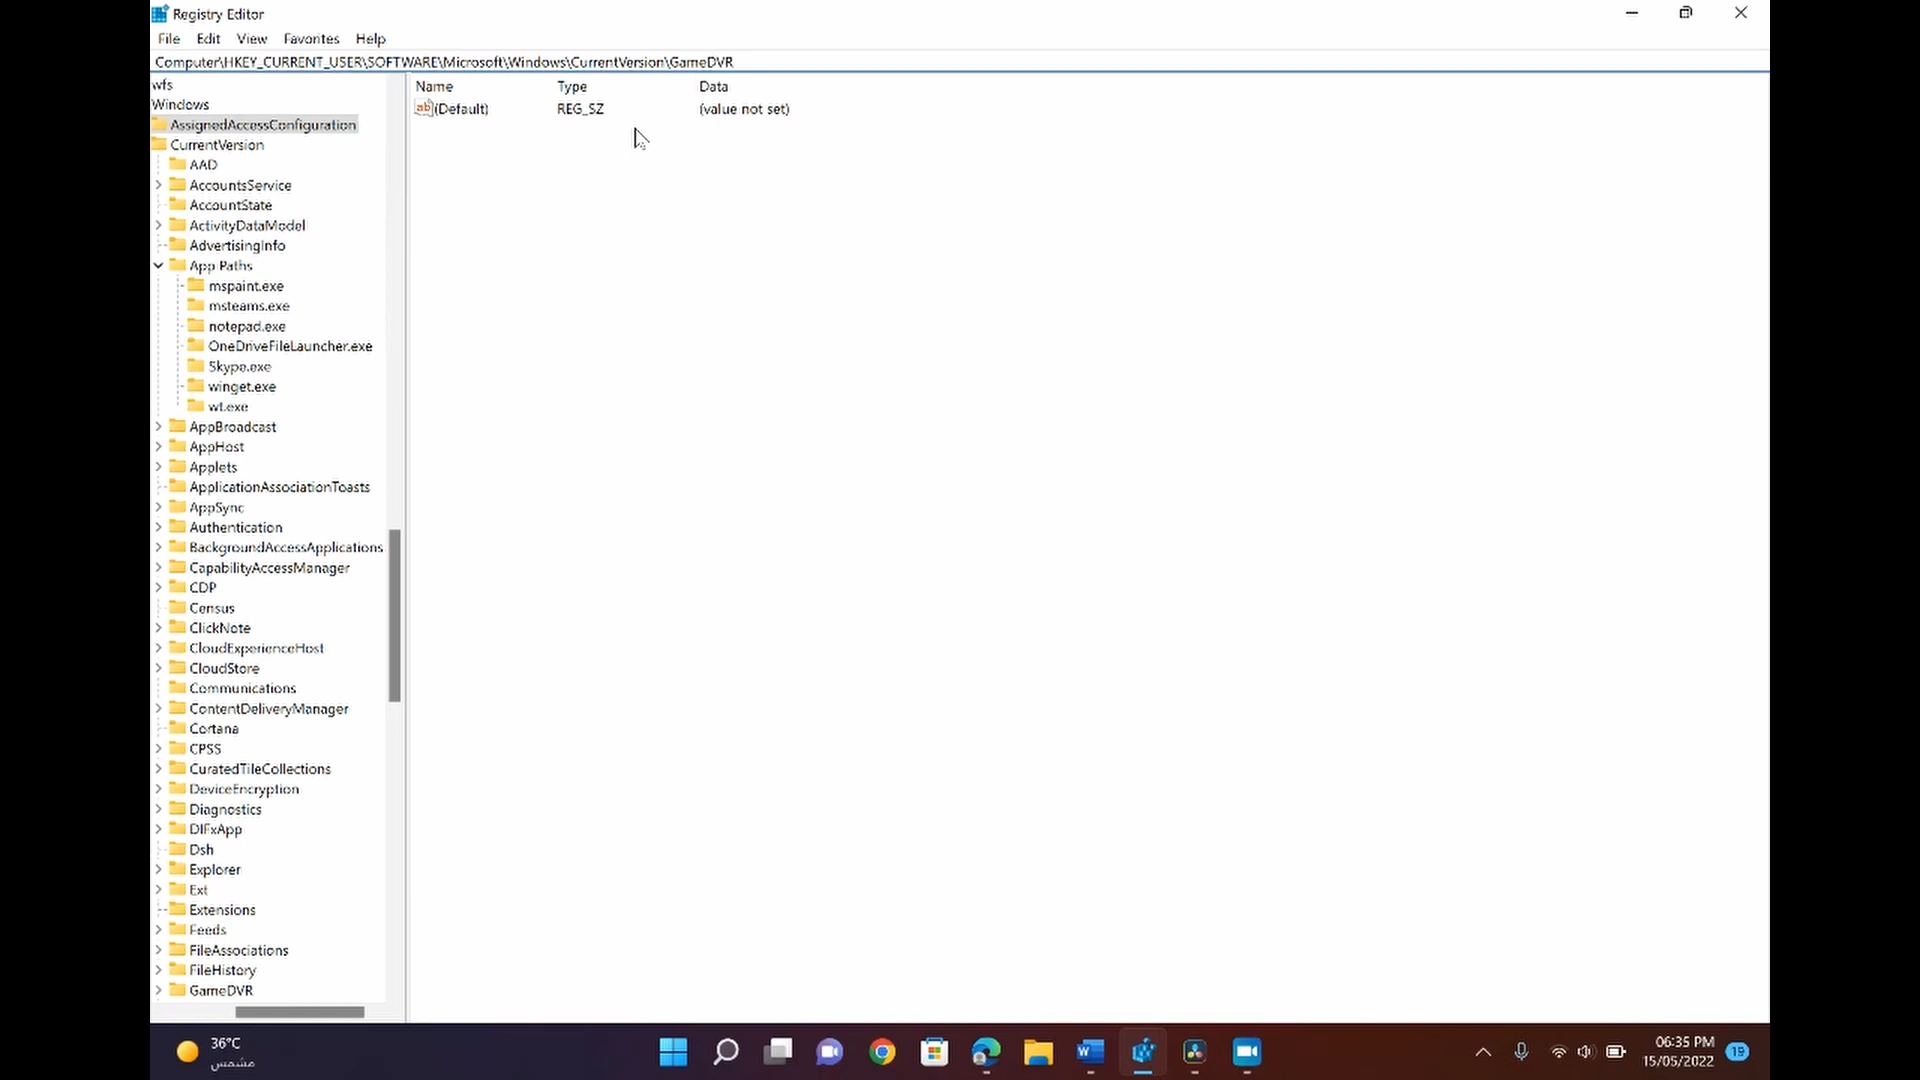 Registry Editor
File Edit View Favorites Help
Computer\HKEY_CURRENT_USER\SOFTWARE\Microsoft\Windows\CurrentVersion\GameDVR
Name Type Data
ab (Default) REG_SZ (value not set)
wfs
Windows
AssignedAccessConfiguration
CurrentVersion
AAD
AccountsService
AccountState
ActivityDataModel
AdvertisingInfo
App Paths
mspaint.exe
msteams.exe
notepad.exe
OneDriveFileLauncher.exe
Skype.exe
winget.exe
wt.exe
AppBroadcast
AppHost
Applets
ApplicationAssociationToasts
AppSync
Authentication
BackgroundAccessApplications
CapabilityAccessManager
CDP
Census
ClickNote
CloudExperienceHost
CloudStore
Communications
ContentDeliveryManager
Cortana
CPSS
CuratedTileCollections
DeviceEncryption
Diagnostics
DIFxApp
Dsh
Explorer
Ext
Extensions
Feeds
FileAssociations
FileHistory
GameDVR
36°C
مشمس
W
06:35 PM
15/05/2022
19